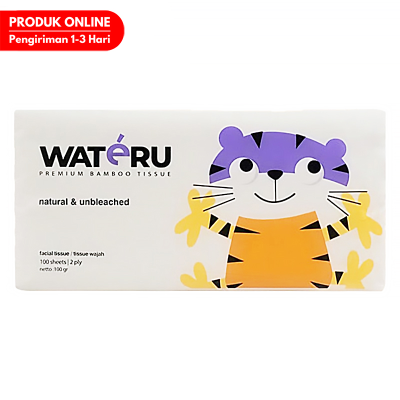 PRODUK ONLINE
Pengiriman 1-3 Hari
WATéRU
PREMIUM BAMBOO TISSUE
natural & unbleached
facial tissue / tissue wajah
100 sheets | 2 ply
netto: 100 gr